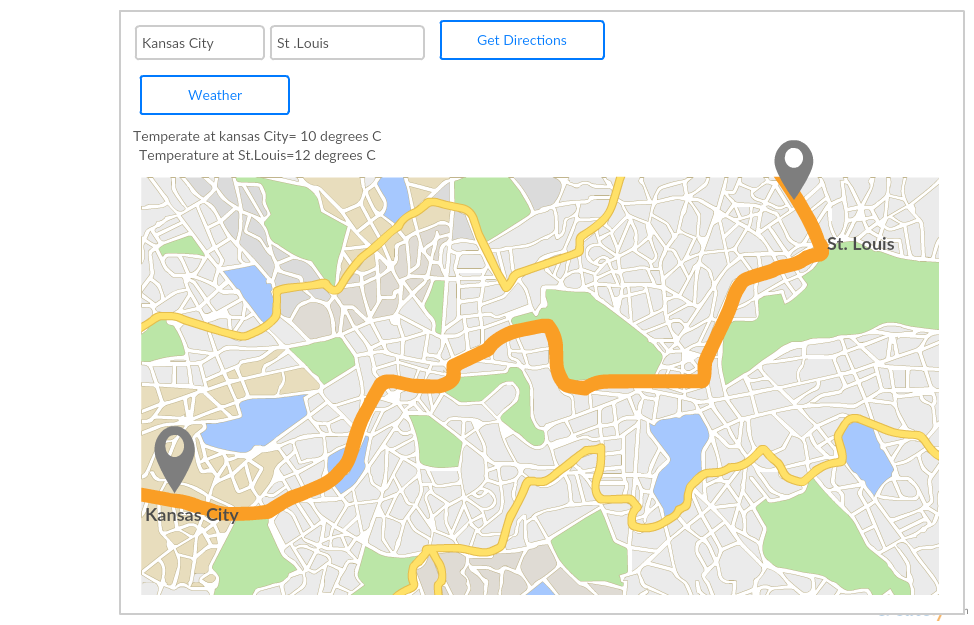 Kansas City
St .Louis
Get Directions
Weather
Temperate at kansas City= 10 degrees C
Temperature at St.Louis=12 degrees C
St. Louis
Kansas City